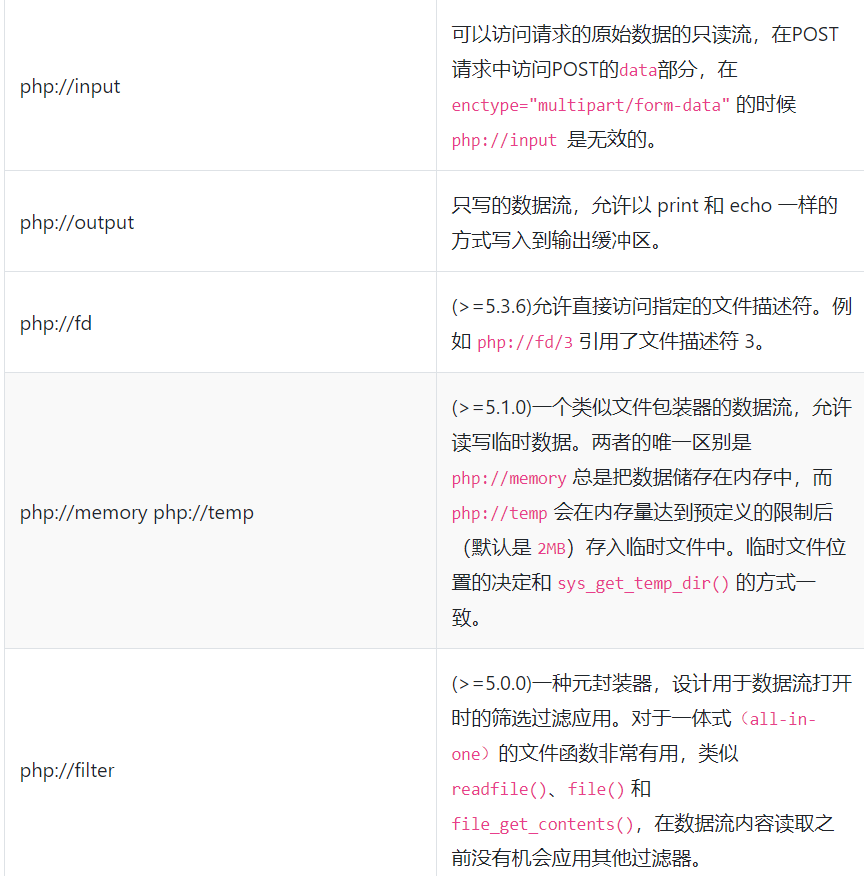 php://input
可以访问请求的原始数据的只读流，在POST
请求中访问POST的data部分，在
enctype="multipart/form-data" 的时候
php://input 是无效的。
php://output
只写的数据流，允许以 print 和 echo 一样的
方式写入到输出缓冲区。
php://fd
(>=5.3.6)允许直接访问指定的文件描述符。例
如 php://fd/3 引用了文件描述符 3。
php://memory php://temp
(>=5.1.0)一个类似文件包装器的数据流，允许
读写临时数据。两者的唯一区别是
php://memory 总是把数据储存在内存中，而
php://temp 会在内存量达到预定义的限制后
（默认是 2MB）存入临时文件中。临时文件位
置的决定和 sys_get_temp_dir() 的方式一
致。
php://filter
(>=5.0.0)一种元封装器，设计用于数据流打开
时的筛选过滤应用。对于一体式（all-in-
one）的文件函数非常有用，类似
readfile()、file() 和
file_get_contents()，在数据流内容读取之
前没有机会应用其他过滤器。